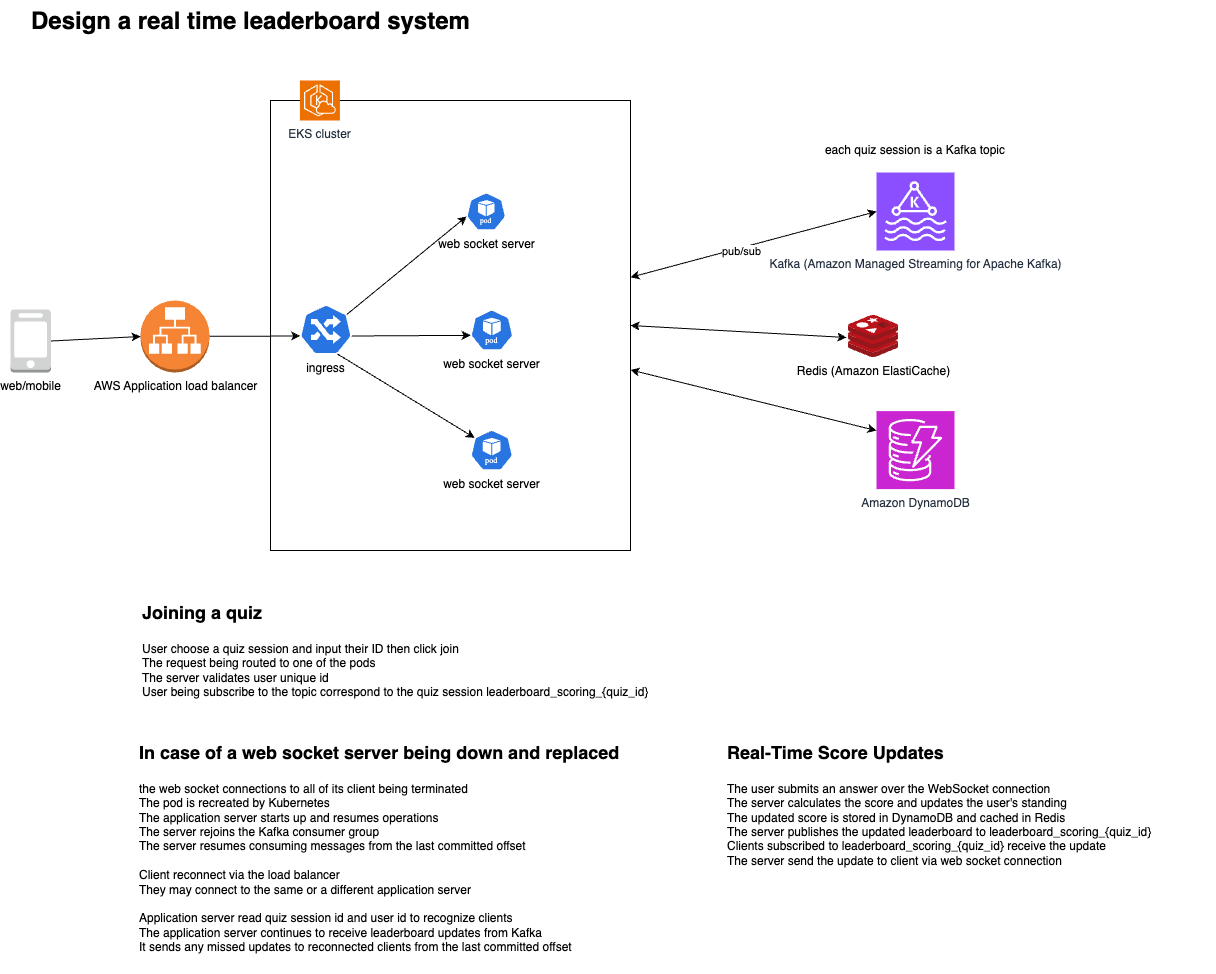 Design a real time leaderboard system
EKS cluster
each quiz session is a Kafka topic
K
pod
web socket server
pub/sub
Kafka (Amazon Managed Streaming for Apache Kafka)
pod
web socket server
ingress
web/mobile
AWS Application load balancer
Redis (Amazon ElastiCache)
pod
web socket server
Amazon DynamoDB
Joining a quiz
User choose a quiz session and input their ID then click join
The request being routed to one of the pods
The server validates user unique id
User being subscribe to the topic correspond to the quiz session leaderboard_scoring_{quiz_id}
In case of a web socket server being down and replaced
the web socket connections to all of its client being terminated
The pod is recreated by Kubernetes
The application server starts up and resumes operations
The server rejoins the Kafka consumer group
The server resumes consuming messages from the last committed offset
Client reconnect via the load balancer
They may connect to the same or a different application server
Application server read quiz session id and user id to recognize clients
The application server continues to receive leaderboard updates from Kafka
It sends any missed updates to reconnected clients from the last committed offset
Real-Time Score Updates
The user submits an answer over the WebSocket connection
The server calculates the score and updates the user's standing
The updated score is stored in DynamoDB and cached in Redis
The server publishes the updated leaderboard to leaderboard_scoring_{quiz_id}
Clients subscribed to leaderboard_scoring_{quiz_id} receive the update
The server send the update to client via web socket connection